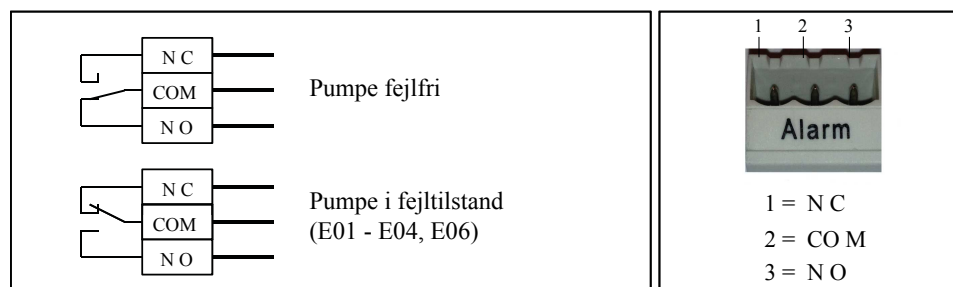 N C
COM
N O
Pumpe fejlfri
N C
COM
N O
Pumpe i fejltilstand
(E01 - E04, E06)
1 2 3
Alarm
1 = N C
2 = CO M
3 = N O